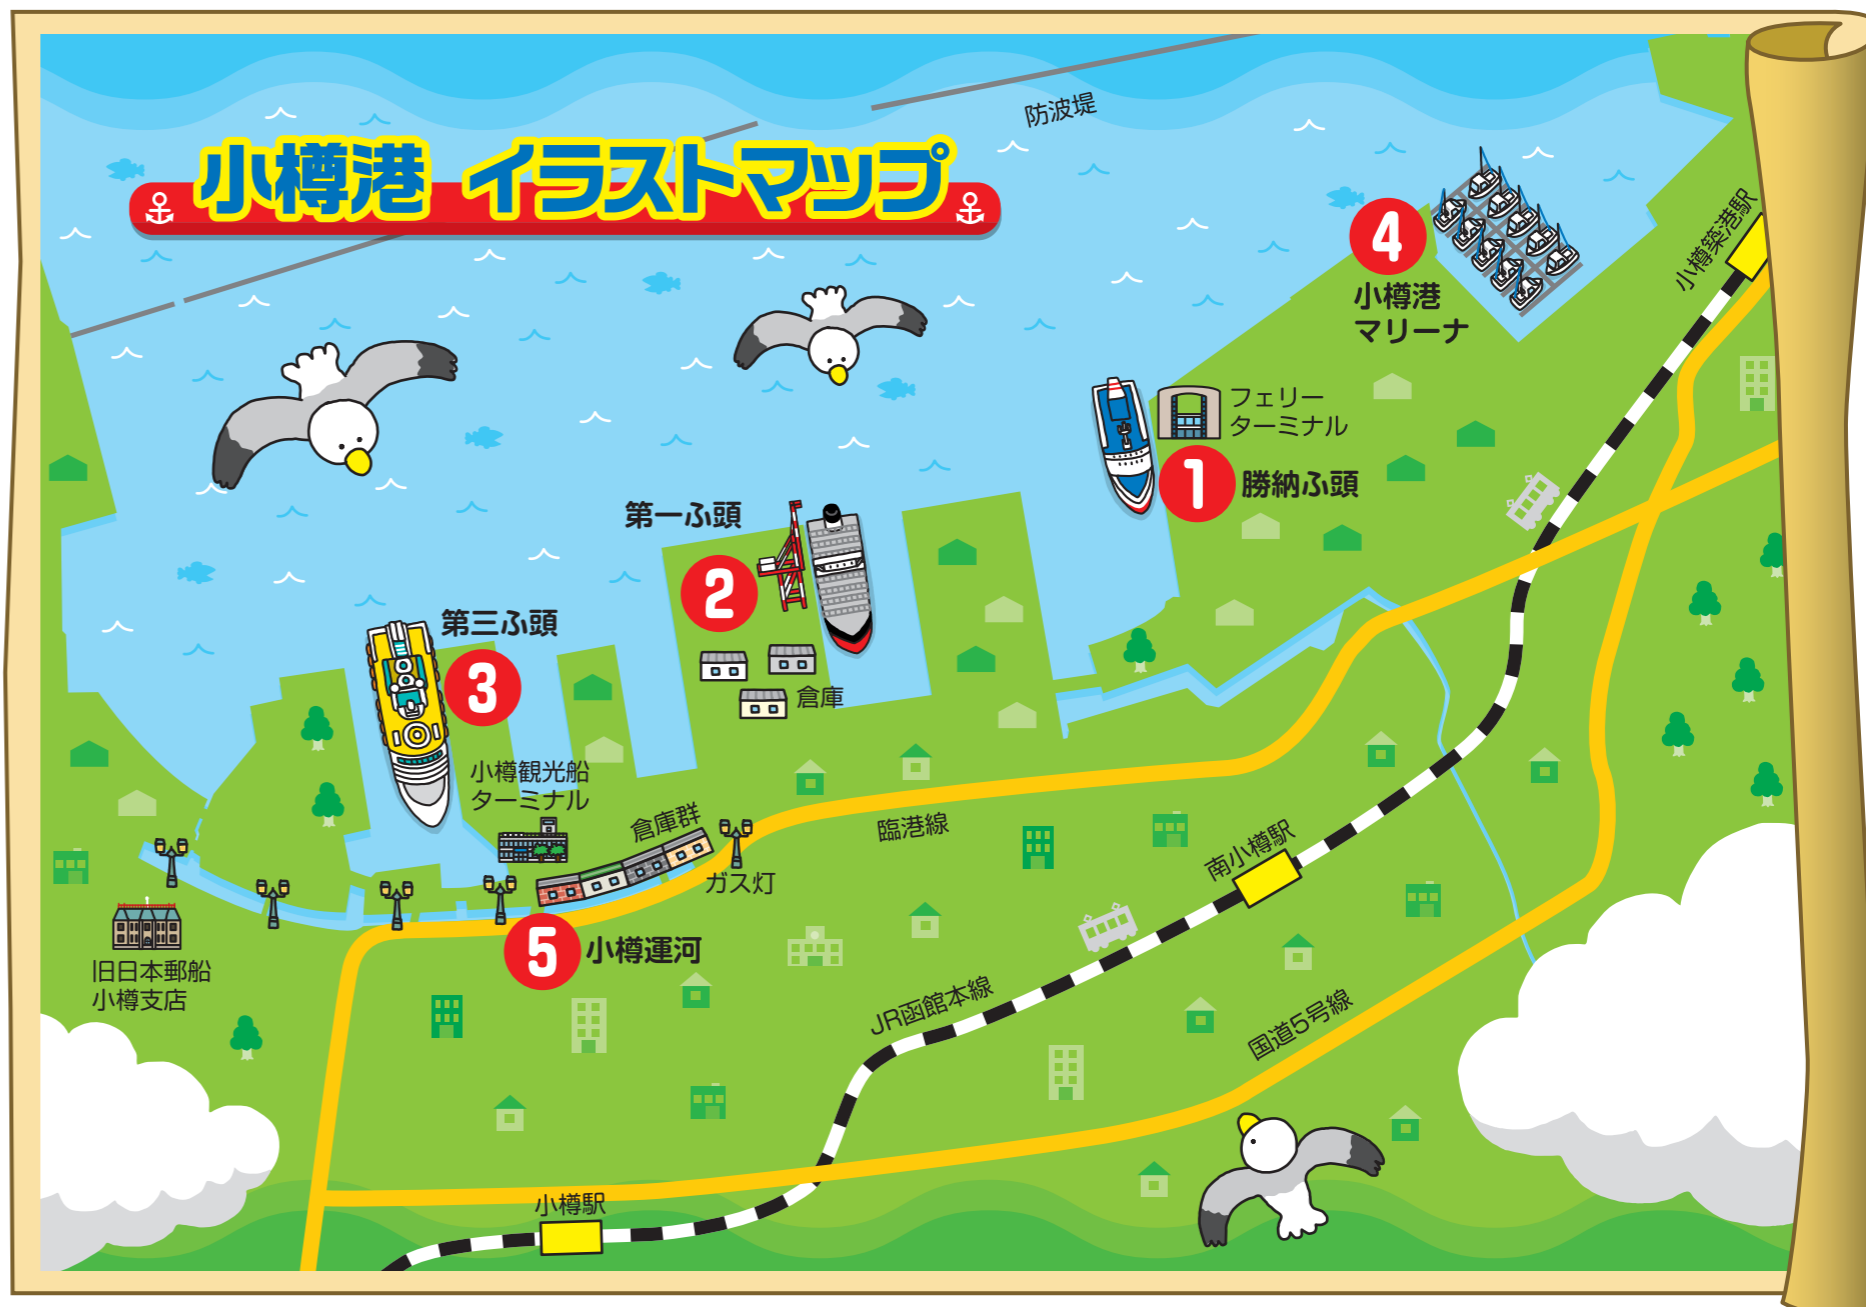 小樽港 イラストマップ
防波堤
4
小樽港
マリーナ
小樽築港駅
フェリー
ターミナル
1
勝納ふ頭
第一ふ頭
2
倉庫
第三ふ頭
3
小樽観光船
ターミナル
倉庫群
ガス灯
臨港線
南小樽駅
5
小樽運河
旧日本郵船
小樽支店
JR函館本線
国道5号線
小樽駅